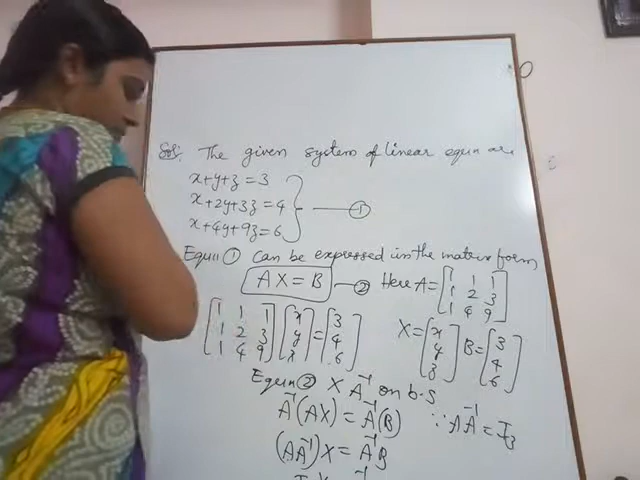 Sol: The given system of linear equn are
x+y+z = 3
x+2y+3z = 4 ——①
x+4y+9z = 6
Equn ① can be expressed in the matrix form
AX = B —② Here A = [1 1 1
1 2 3
1 4 9]
[1 1 1
1 2 3
1 4 9] [x
y
z] = [3
4
6] X = [x
y
z] B = [3
4
6]
Equn ② X A⁻¹ on b.s
A⁻¹(AX) = A⁻¹(B) ∵ AA⁻¹ = I₃
(AA⁻¹)X = A⁻¹B